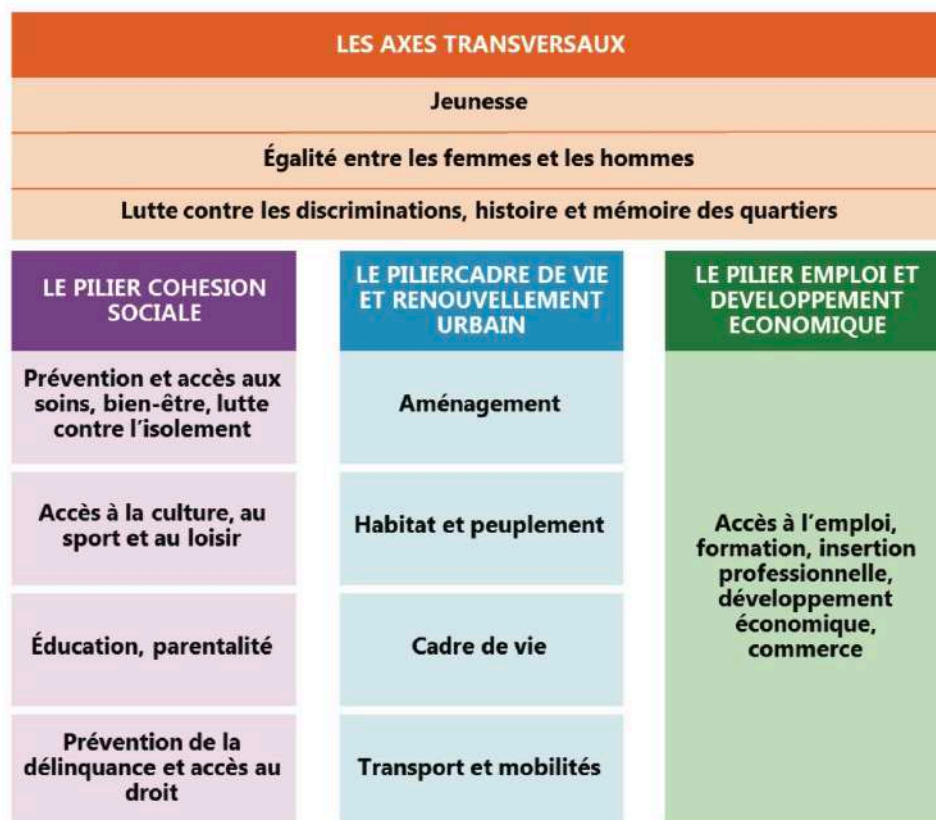 LES AXES TRANSVERSAUX
Jeunesse
Égalité entre les femmes et les hommes
Lutte contre les discriminations, histoire et mémoire des quartiers
LE PILIER COHESION
SOCIALE
Prévention et accès aux
soins, bien-être, lutte
contre l'isolement
Accès à la culture, au
sport et au loisir
Éducation, parentalité
Prévention de la
délinquance et accès au
droit
LE PILIERCADRE DE VIE
ET RENOUVELLEMENT
URBAIN
Aménagement
Habitat et peuplement
Cadre de vie
Transport et mobilités
LE PILIER EMPLOI ET
DEVELOPPEMENT
ECONOMIQUE
Accès à l'emploi,
formation, insertion
professionnelle,
développement
économique,
commerce